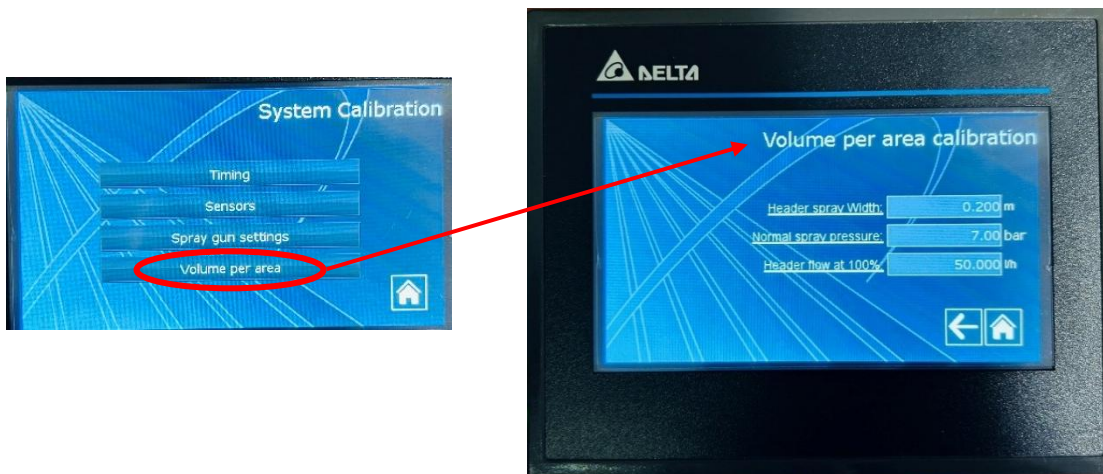 System Calibration
Timing
Sensors
Spray gun settings
Volume per area
DELTA
Volume per area calibration
Header spray Width: 0.200 m
Normal spray pressure: 7.00 bar
Header flow at 100%: 50.000 l/h